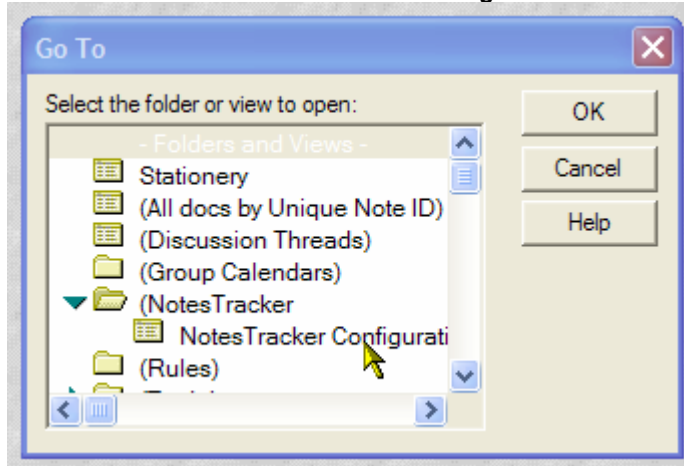 Go To
Select the folder or view to open:
OK
- Folders and Views -
Stationery
Cancel
(All docs by Unique Note ID)
(Discussion Threads)
Help
(Group Calendars)
(NotesTracker
NotesTracker Configurati
(Rules)